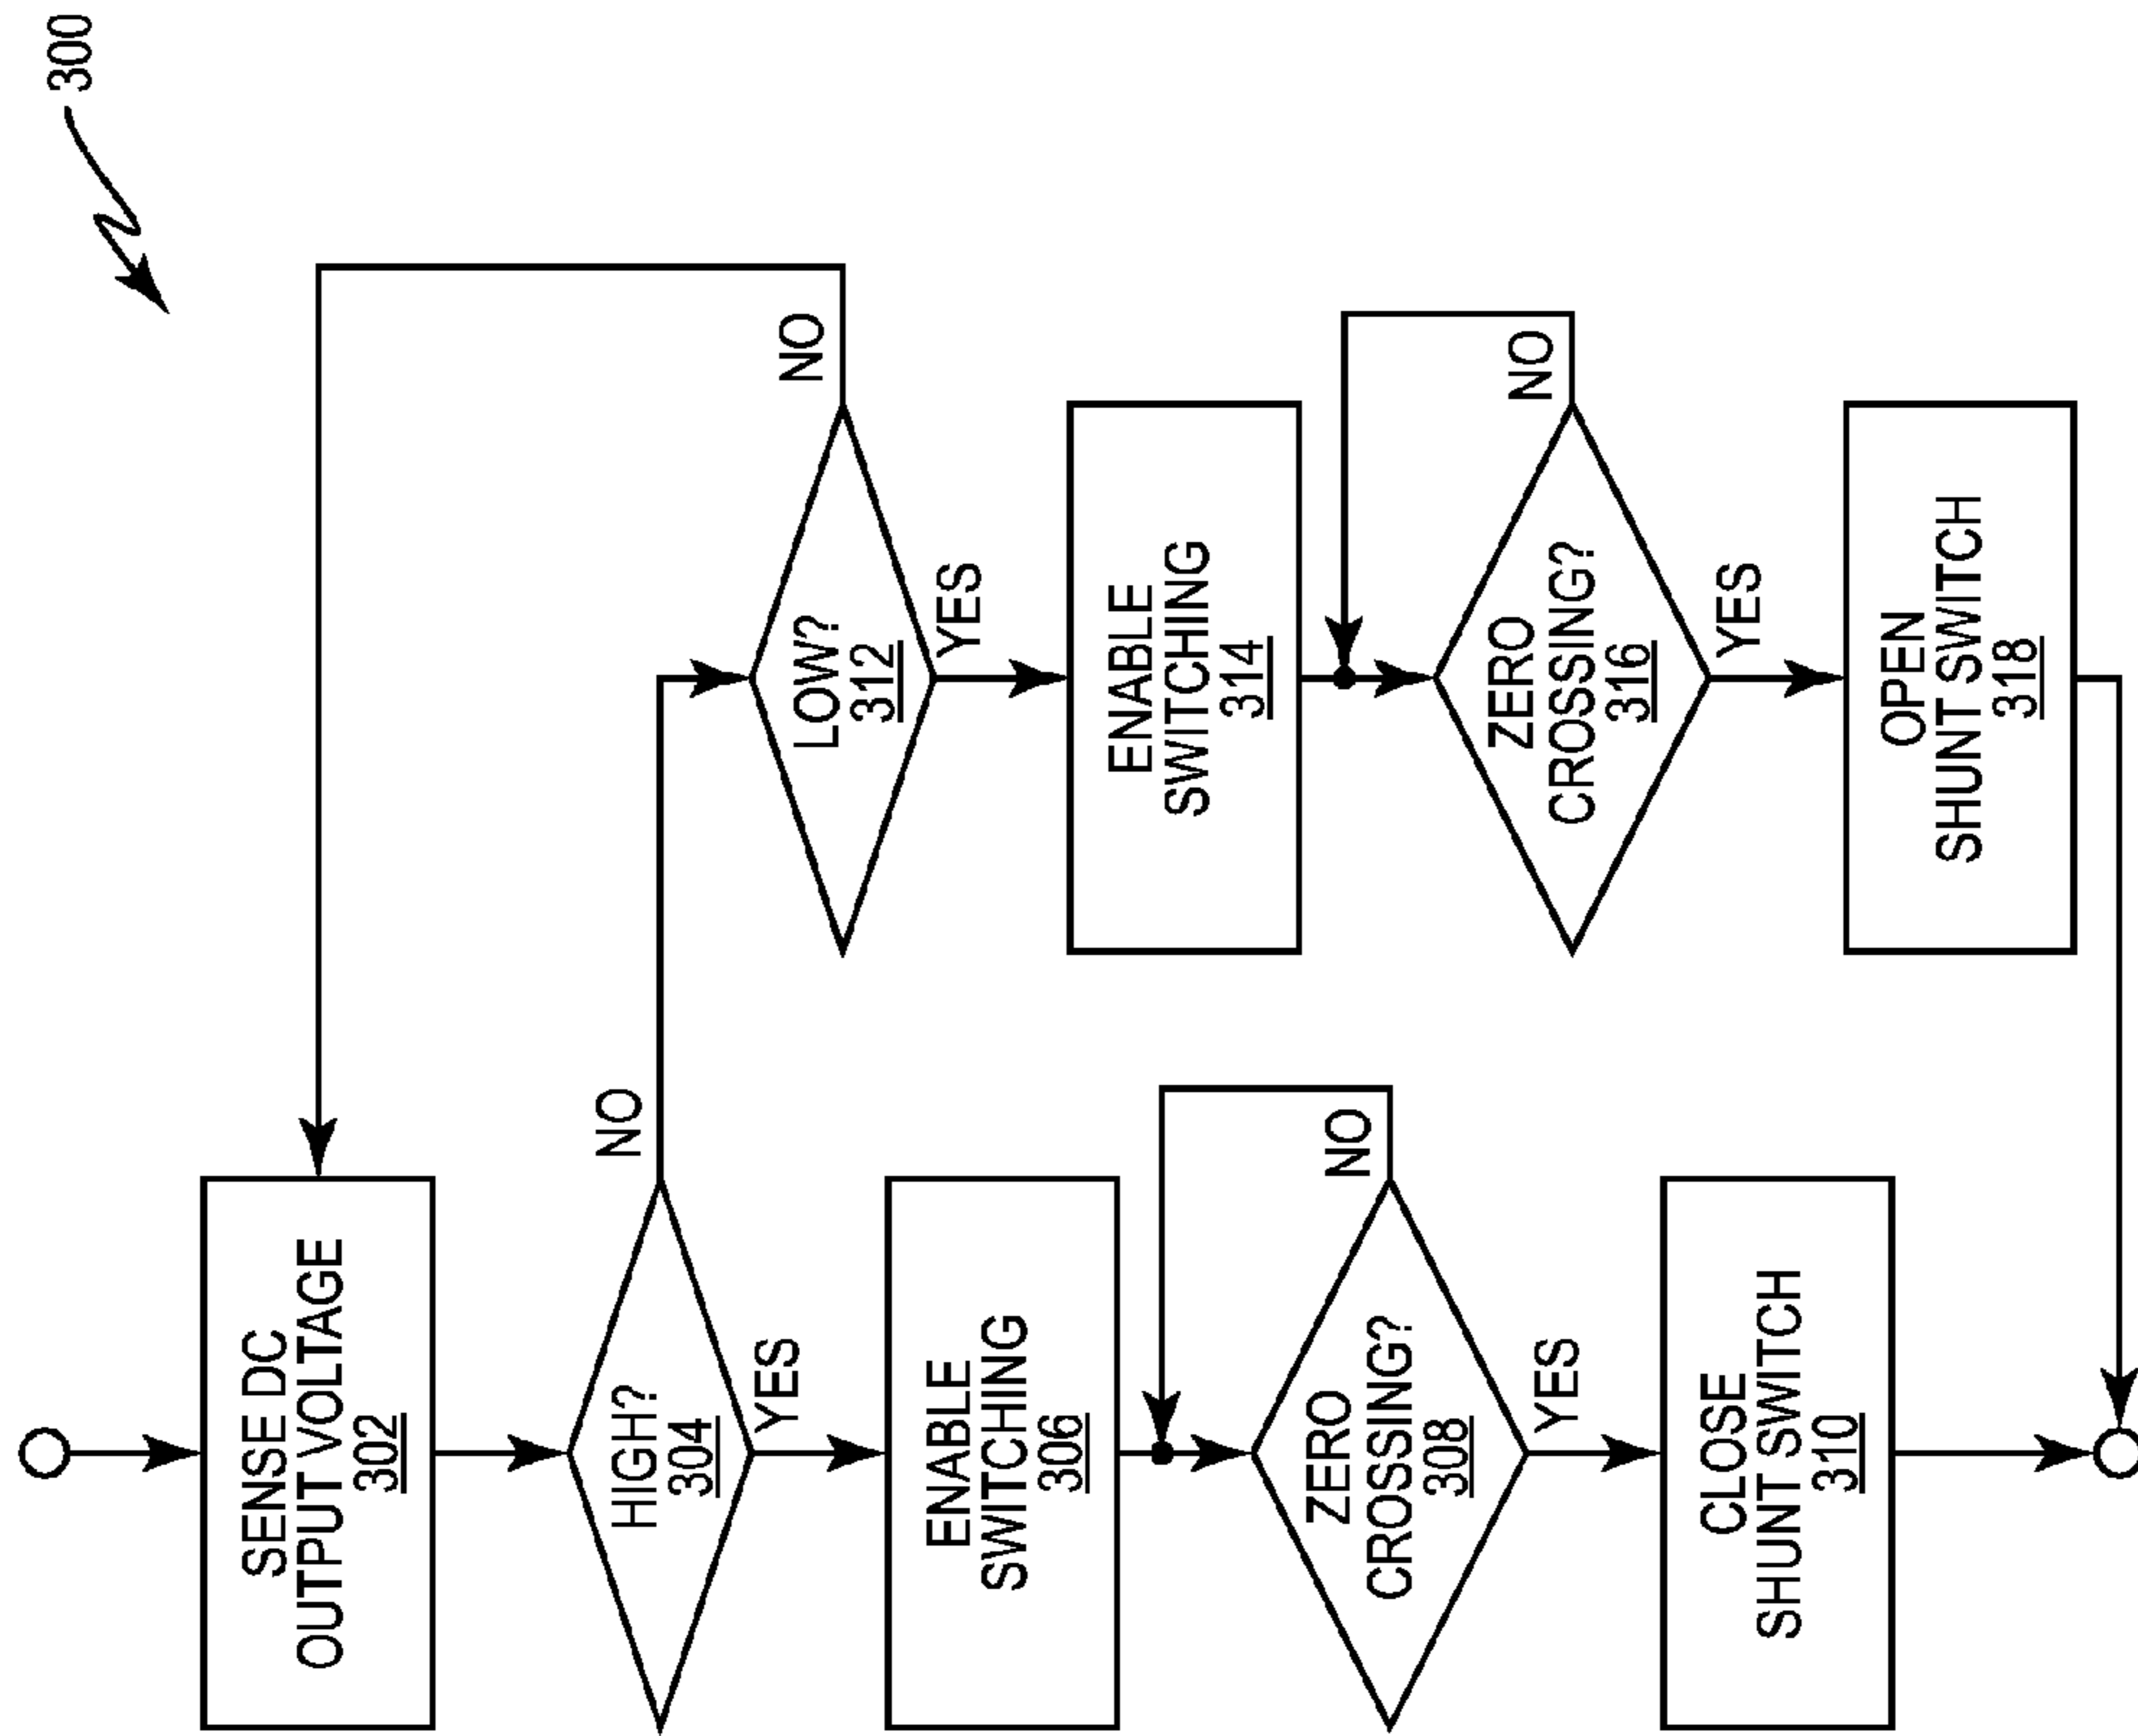 300
SENSE DC
OUTPUT VOLTAGE
302
HIGH?
304
NO
YES
ENABLE
SWITCHING
306
ZERO
CROSSING?
308
NO
YES
CLOSE
SHUNT SWITCH
310
LOW?
312
NO
YES
ENABLE
SWITCHING
314
ZERO
CROSSING?
316
NO
YES
OPEN
SHUNT SWITCH
318